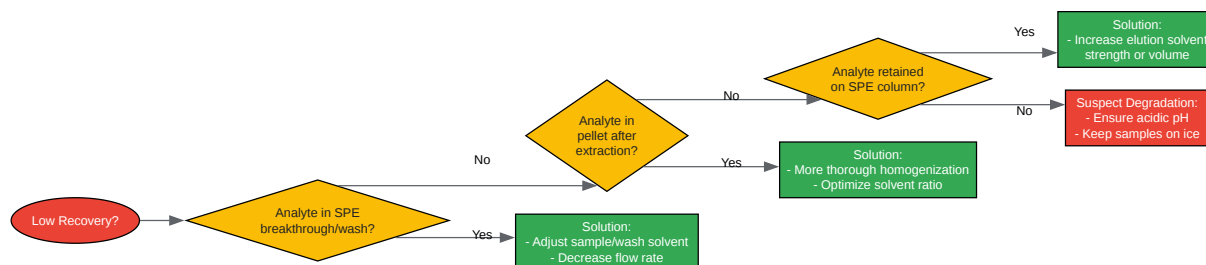 Low Recovery?
Analyte in SPE
breakthrough/wash?
Yes
Solution:
- Adjust sample/wash solvent
- Decrease flow rate
No
Analyte in
pellet after
extraction?
Yes
Solution:
- More thorough homogenization
- Optimize solvent ratio
No
Analyte retained
on SPE column?
Yes
Solution:
- Increase elution solvent
strength or volume
No
Suspect Degradation:
- Ensure acidic pH
- Keep samples on ice